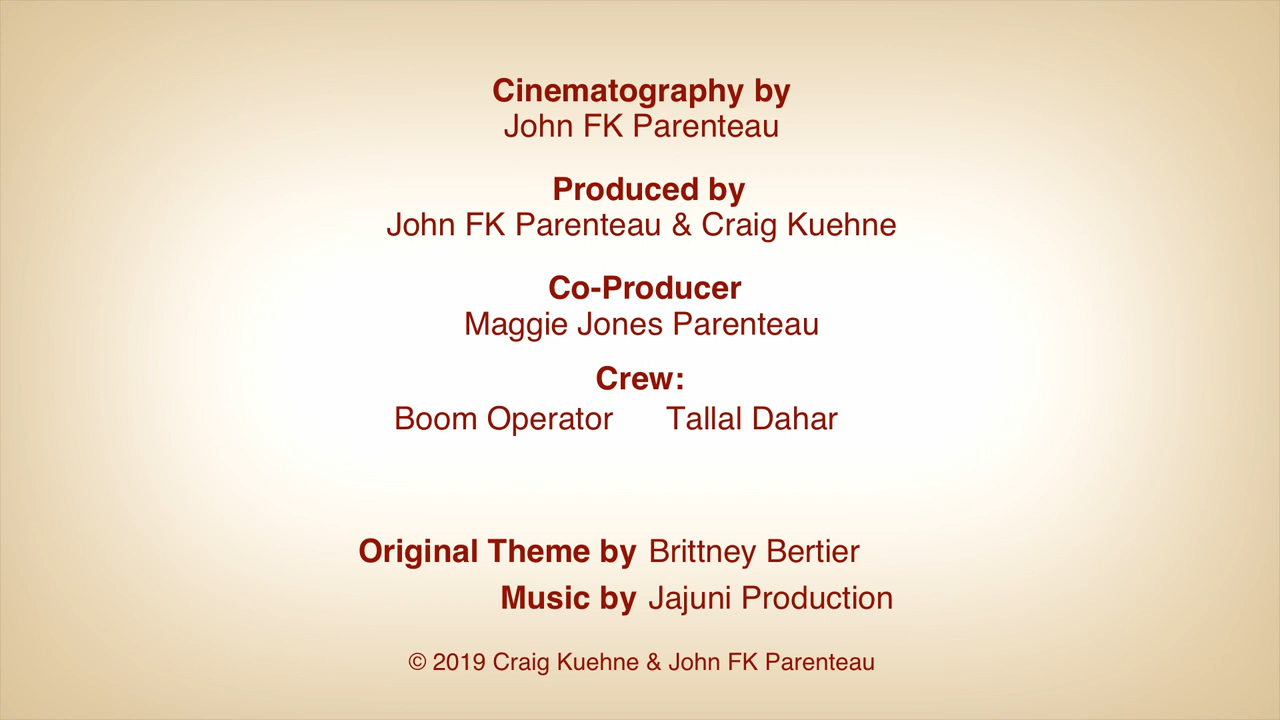 Cinematography by
John FK Parenteau
Produced by
John FK Parenteau & Craig Kuehne
Co-Producer
Maggie Jones Parenteau
Crew:
Boom Operator Tallal Dahar
Original Theme by Brittney Bertier
Music by Jajuni Production
© 2019 Craig Kuehne & John FK Parenteau